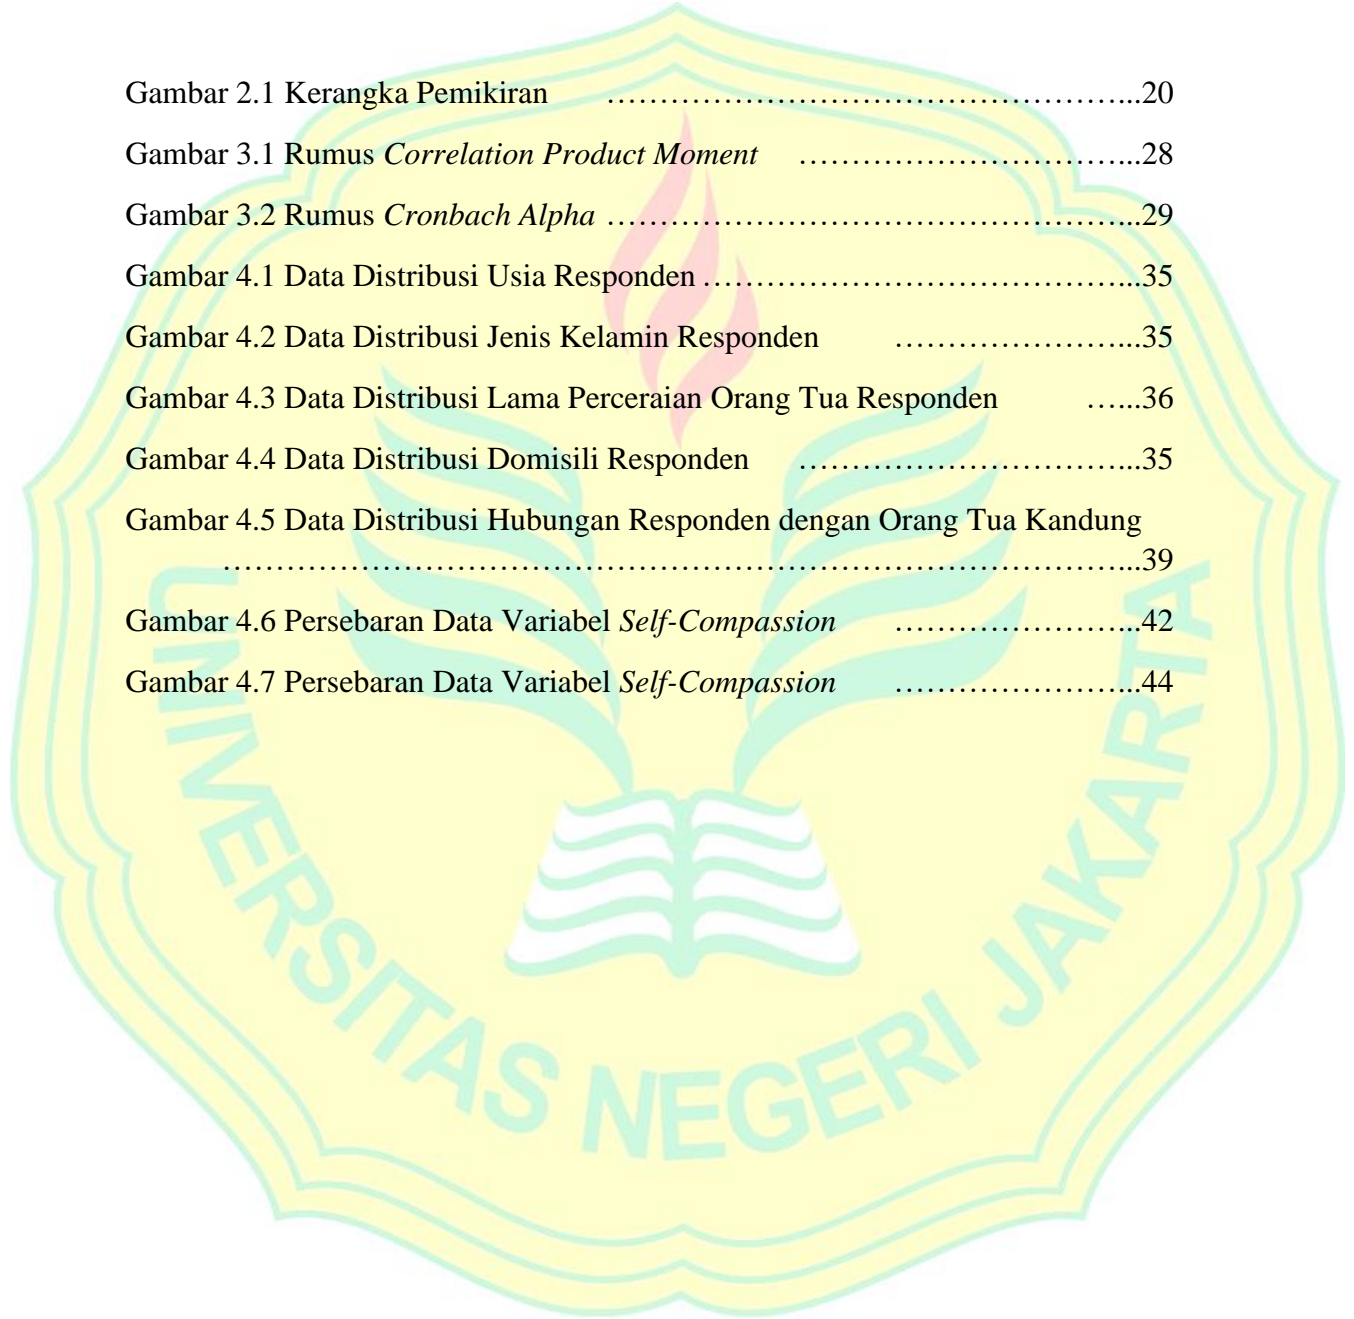 Gambar 2.1 Kerangka Pemikiran …………………………………………...20
Gambar 3.1 Rumus Correlation Product Moment ……………………………...28
Gambar 3.2 Rumus Cronbach Alpha ………………………………………………...29
Gambar 4.1 Data Distribusi Usia Responden ……………………………………...35
Gambar 4.2 Data Distribusi Jenis Kelamin Responden …………………...35
Gambar 4.3 Data Distribusi Lama Perceraian Orang Tua Responden …...36
Gambar 4.4 Data Distribusi Domisili Responden ……………………………...35
Gambar 4.5 Data Distribusi Hubungan Responden dengan Orang Tua Kandung
…………………………………………………………………………………...39
Gambar 4.6 Persebaran Data Variabel Self-Compassion …………………...42
Gambar 4.7 Persebaran Data Variabel Self-Compassion …………………...44
UNIVERSITAS NEGERI JAKARTA